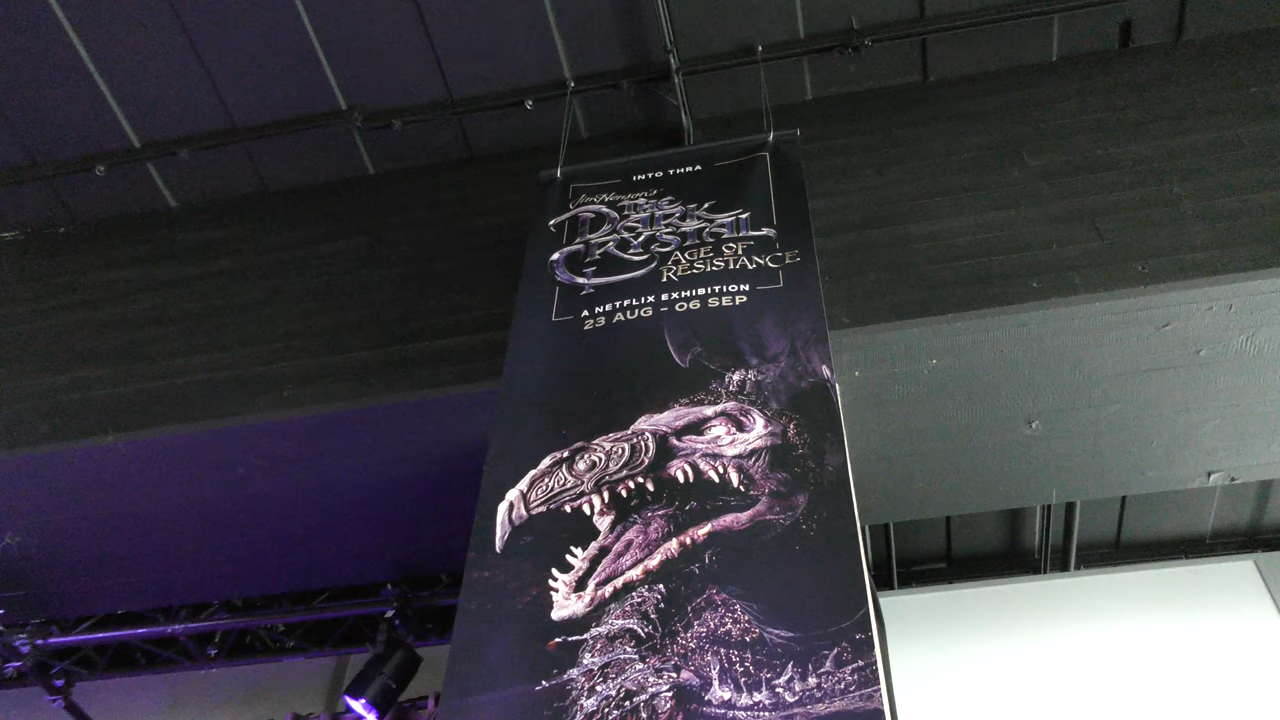 INTO THRA
Jim Henson's
THE
DARK
CRYSTAL
AGE OF
RESISTANCE
A NETFLIX EXHIBITION
23 AUG - 06 SEP